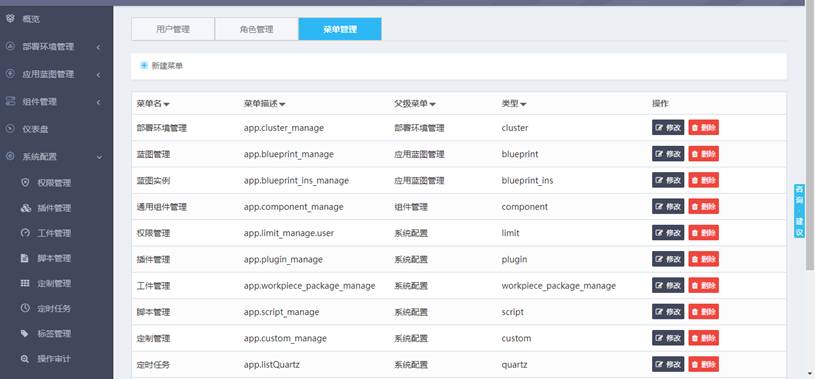 概览
部署环境管理
应用蓝图管理
组件管理
仪表盘
系统配置
权限管理
插件管理
工件管理
脚本管理
定制管理
定时任务
标签管理
操作审计
用户管理 角色管理 菜单管理
新建菜单
菜单名 菜单描述 父级菜单 类型 操作
部署环境管理 app.cluster_manage 部署环境管理 cluster 修改 删除
蓝图管理 app.blueprint_manage 应用蓝图管理 blueprint 修改 删除
蓝图实例 app.blueprint_ins_manage 应用蓝图管理 blueprint_ins 修改 删除
通用组件管理 app.component_manage 组件管理 component 修改 删除
权限管理 app.limit_manage.user 系统配置 limit 修改 删除
插件管理 app.plugin_manage 系统配置 plugin 修改 删除
工件管理 app.workpiece_package_manage 系统配置 workpiece_package_manage 修改 删除
脚本管理 app.script_manage 系统配置 script 修改 删除
定制管理 app.custom_manage 系统配置 custom 修改 删除
定时任务 app.listQuartz 系统配置 quartz 修改 删除
咨询 建议